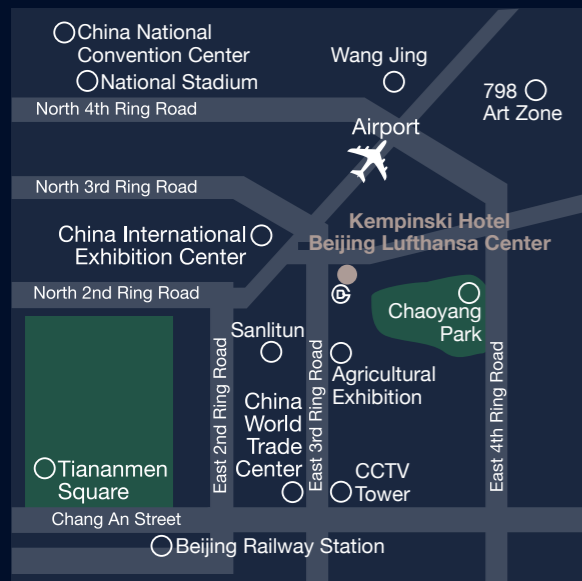 China National
Convention Center
National Stadium
Wang Jing
798
Art Zone
North 4th Ring Road
Airport
North 3rd Ring Road
Kempinski Hotel
Beijing Lufthansa Center
China International
Exhibition Center
North 2nd Ring Road
Chaoyang
Park
Sanlitun
Agricultural
Exhibition
East 2nd Ring Road
East 3rd Ring Road
East 4th Ring Road
China
World
Trade
Center
CCTV
Tower
Tiananmen
Square
Chang An Street
Beijing Railway Station